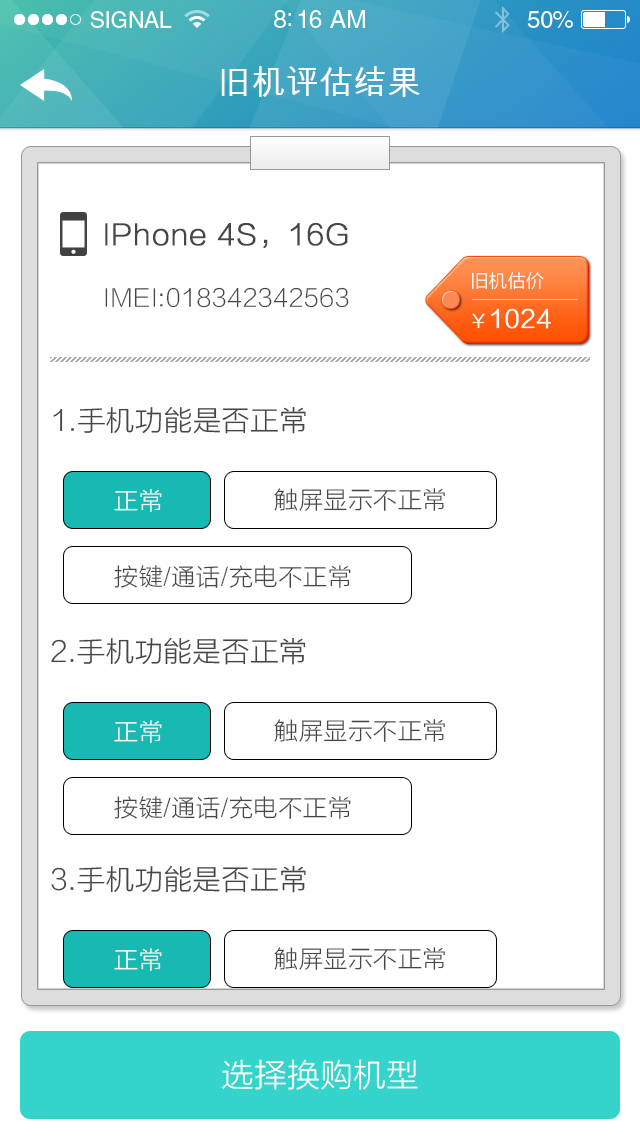 SIGNAL 8:16 AM 50%
旧机评估结果
IPhone 4S，16G
IMEI:018342342563
旧机估价
￥1024
1.手机功能是否正常
正常 触屏显示不正常
按键/通话/充电不正常
2.手机功能是否正常
正常 触屏显示不正常
按键/通话/充电不正常
3.手机功能是否正常
正常 触屏显示不正常
选择换购机型